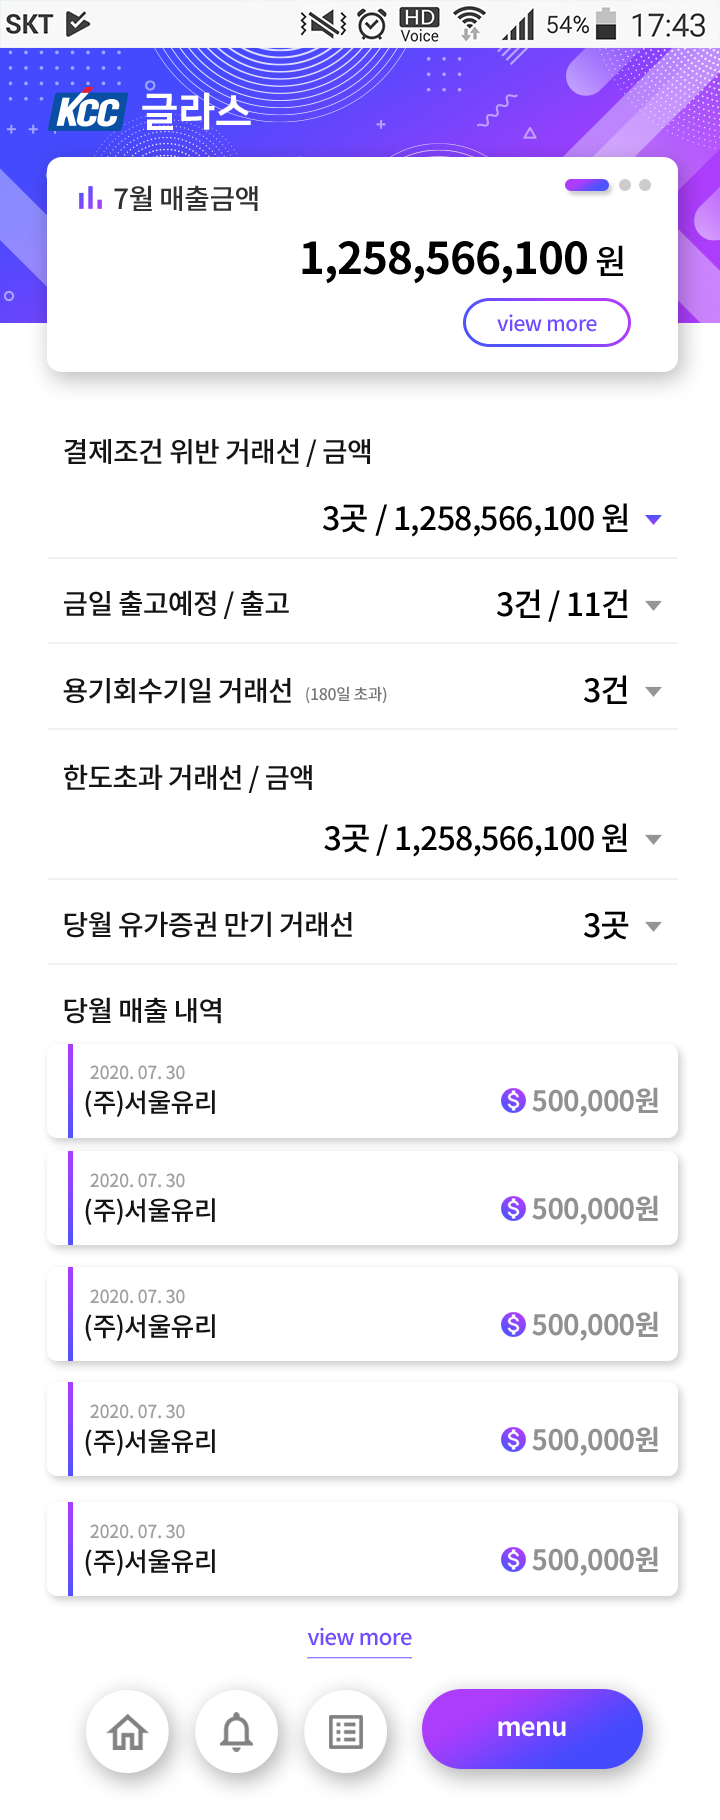 SKT HD Voice 54% 17:43
KCC 글라스
7월 매출금액
1,258,566,100 원
view more
결제조건 위반 거래선 / 금액
3곳 / 1,258,566,100 원
금일 출고예정 / 출고 3건 / 11건
용기회수기일 거래선 (180일 초과) 3건
한도초과 거래선 / 금액
3곳 / 1,258,566,100 원
당월 유가증권 만기 거래선 3곳
당월 매출 내역
2020. 07. 30
(주)서울유리 500,000원
2020. 07. 30
(주)서울유리 500,000원
2020. 07. 30
(주)서울유리 500,000원
2020. 07. 30
(주)서울유리 500,000원
2020. 07. 30
(주)서울유리 500,000원
view more
menu